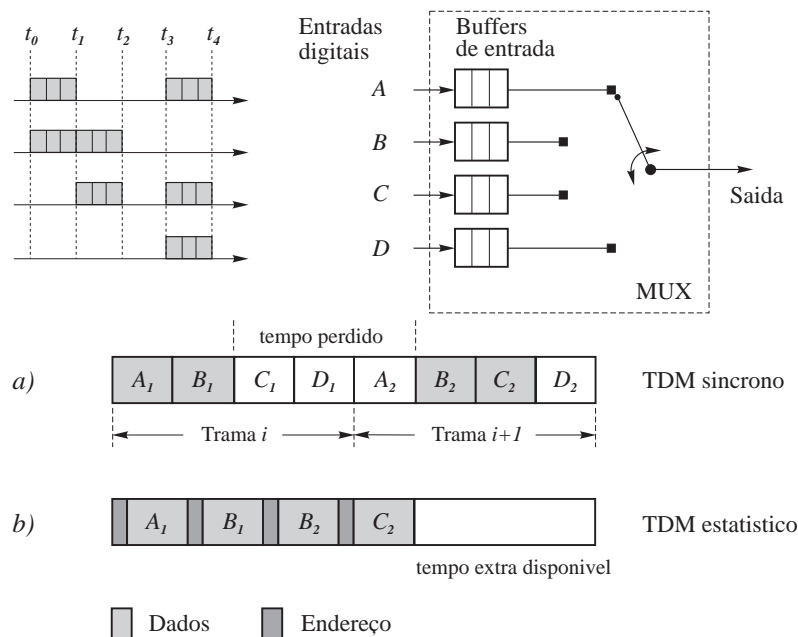 t0 t1 t2 t3 t4
Entradas digitais
Buffers de entrada
A
B
C
D
Saida
MUX
tempo perdido
a) A1 B1 C1 D1 A2 B2 C2 D2 TDM sincrono
Trama i Trama i+1
b) A1 B1 B2 C2 TDM estatistico
tempo extra disponivel
Dados Endereço